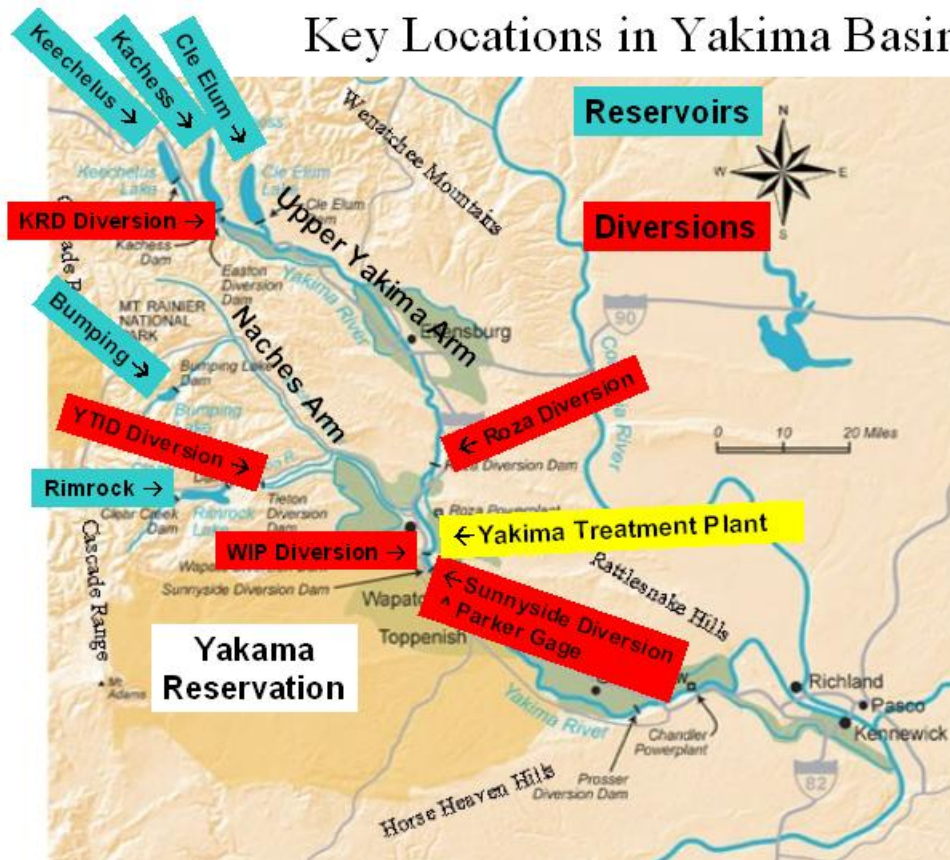 Key Locations in Yakima Basin
Keechelus →
Kachess →
Cle Elum →
Reservoirs
N
W
E
S
Diversions
Wenatchee Mountains
Keechelus
Lake
Cle Elum
Lake
Cle Elum
KRD Diversion →
Kachess
Dam
Easton
Diversion
Dam
Upper Yakima Arm
Yakima River
MT. RAINIER
NATIONAL
PARK
Naches Arm
Ellensburg
90
River
Bumping →
Bumping Lake
Dam
Bumping
YTID Diversion →
← Roza Diversion
Diversion Dam
0 10 20 Miles
Rimrock →
Clear Creek
Dam
Rimrock
Lake
Tieton
Diversion
Dam
Roza Powerplant
← Yakima Treatment Plant
WIP Diversion →
Sunnyside Diversion Dam
← Sunnyside Diversion
^ Parker Gage
Cascade Range
Rattlesnake Hills
Toppenish
Yakama
Reservation
Mt.
Adams
Yakima River
Chandler
Powerplant
Prosser
Diversion Dam
Horse Heaven Hills
Richland
Pasco
Kennewick
82